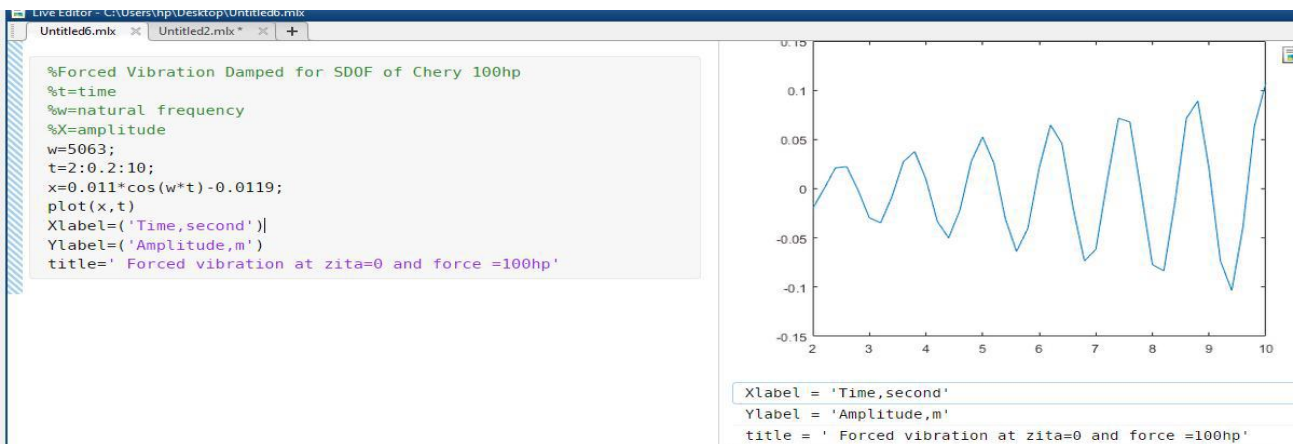 Live Editor - C:\Users\hp\Desktop\Untitled6.mlx
Untitled6.mlx × Untitled2.mlx * × +
%Forced Vibration Damped for SDOF of Chery 100hp
%t=time
%w=natural frequency
%X=amplitude
w=5063;
t=2:0.2:10;
x=0.011*cos(w*t)-0.0119;
plot(x,t)
Xlabel=('Time,second')
Ylabel=('Amplitude,m')
title=' Forced vibration at zita=0 and force =100hp'
0.15
0.1
0.05
0
-0.05
-0.1
-0.15
2 3 4 5 6 7 8 9 10
Xlabel = 'Time,second'
Ylabel = 'Amplitude,m'
title = ' Forced vibration at zita=0 and force =100hp'